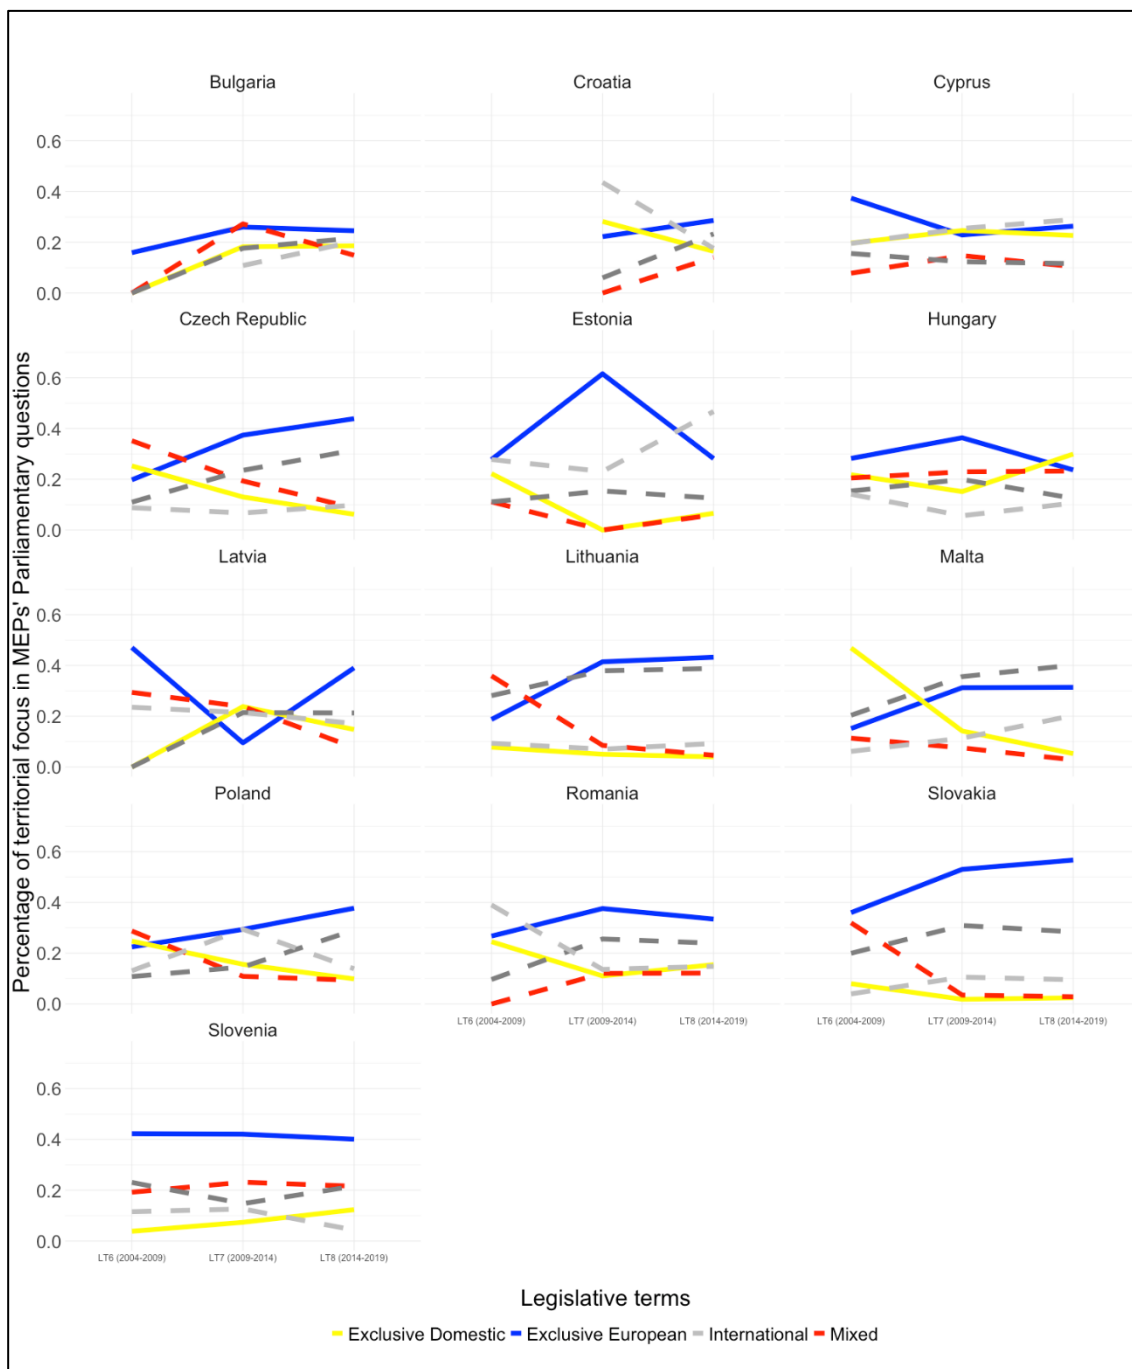 Bulgaria Croatia Cyprus
0.6
0.4
0.2
0.0
Czech Republic Estonia Hungary
0.6
0.4
0.2
0.0
Latvia Lithuania Malta
0.6
0.4
0.2
0.0
Poland Romania Slovakia
0.6
0.4
0.2
0.0
LT6 (2004-2009) LT7 (2009-2014) LT8 (2014-2019) LT6 (2004-2009) LT7 (2009-2014) LT8 (2014-2019)
Slovenia
0.6
0.4
0.2
0.0
LT6 (2004-2009) LT7 (2009-2014) LT8 (2014-2019)
Percentage of territorial focus in MEPs' Parliamentary questions
Legislative terms
Exclusive Domestic Exclusive European International Mixed